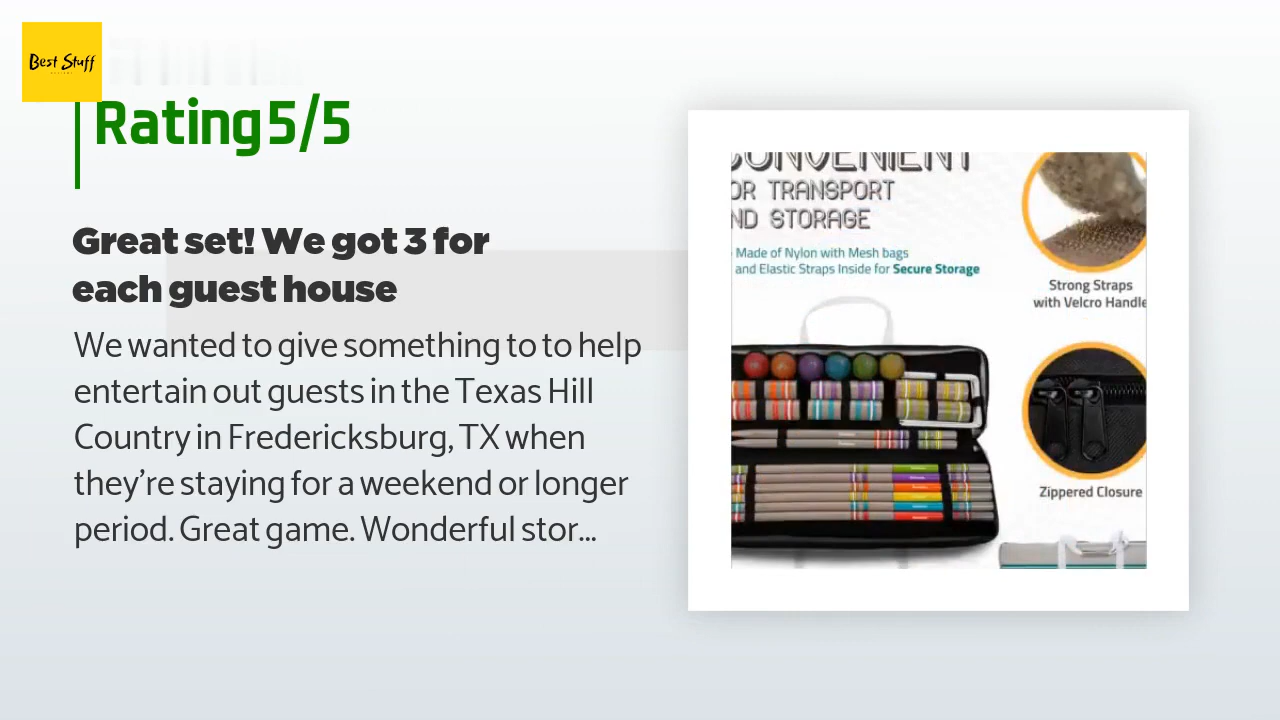 Best Stuff
Rating 5/5
Great set! We got 3 for
each guest house
We wanted to give something to to help
entertain out guests in the Texas Hill
Country in Fredericksburg, TX when
they're staying for a weekend or longer
period. Great game. Wonderful stor...
CONVENIENT
OR TRANSPORT
ND STORAGE
Made of Nylon with Mesh bags
and Elastic Straps Inside for Secure Storage
Strong Straps
with Velcro Handle
Zippered Closure